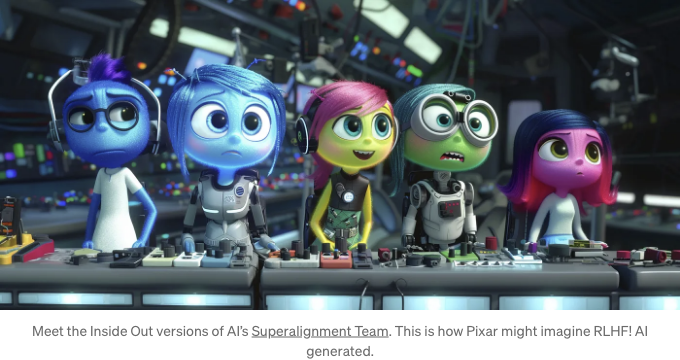 Meet the Inside Out versions of AI's Superalignment Team. This is how Pixar might imagine RLHF! AI
generated.